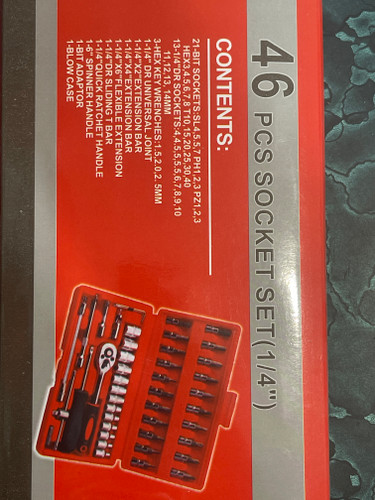 46 PCS SOCKET SET(1/4")
CONTENTS:
21-BIT SOCKETS:SL4,5.5,7 PH1,2,3 PZ1,2,3
HEX3,4,5,6,7,8 T10,15,20,25,30,40
13-1/4"DR SOCKETS:4,4.5,5,5.5,6,7,8,9,10
11,12,13, 14MM
3-HEXKEY WRENCHES:1.5,2.0,2.5MM
1-1/4" DR UNIVERSAL JOINT
1-1/4"X2"EXTENSION BAR
1-1/4"X4"EXTENSION BAR
1-1/4"X6"FLEXIBLE EXTENSION
1-1/4"DR SLIDING T BAR
1-1/4"QUICK RATCHET HANDLE
1-6" SPINNER HANDLE
1-BIT ADAPTOR
1-BLOW CASE